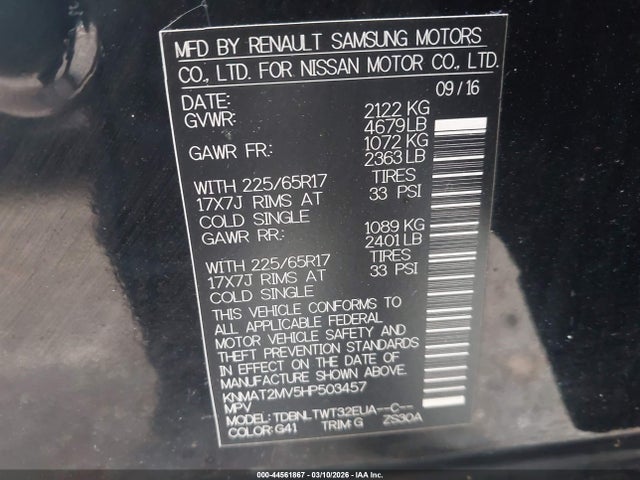 MFD BY RENAULT SAMSUNG MOTORS
CO., LTD. FOR NISSAN MOTOR CO., LTD.
DATE: 09/16
GVWR: 2122 KG
4679 LB
GAWR FR: 1072 KG
2363 LB
WITH 225/65R17 TIRES
17X7J RIMS AT 33 PSI
COLD SINGLE
GAWR RR: 1089 KG
2401 LB
WITH 225/65R17 TIRES
17X7J RIMS AT 33 PSI
COLD SINGLE
THIS VEHICLE CONFORMS TO
ALL APPLICABLE FEDERAL
MOTOR VEHICLE SAFETY AND
THEFT PREVENTION STANDARDS
IN EFFECT ON THE DATE OF
MANUFACTURE SHOWN ABOVE.
KNMAT2MV5HP503457
MPV
MODEL: TDBNLTWT32EUA--C--
COLOR: G41 TRIM: G ZS30A
000-44561867 - 03/10/2026 - IAAI, Inc.